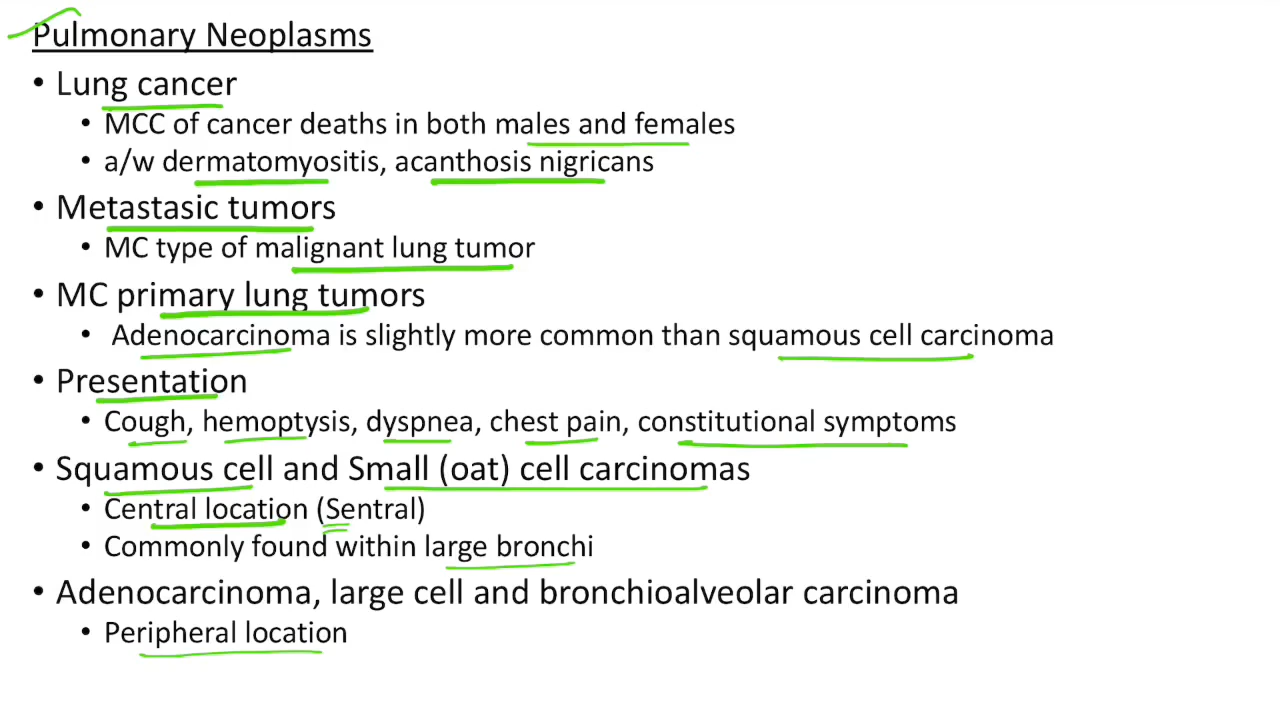 Pulmonary Neoplasms
• Lung cancer
• MCC of cancer deaths in both males and females
• a/w dermatomyositis, acanthosis nigricans
• Metastasic tumors
• MC type of malignant lung tumor
• MC primary lung tumors
• Adenocarcinoma is slightly more common than squamous cell carcinoma
• Presentation
• Cough, hemoptysis, dyspnea, chest pain, constitutional symptoms
• Squamous cell and Small (oat) cell carcinomas
• Central location (Sentral)
• Commonly found within large bronchi
• Adenocarcinoma, large cell and bronchioalveolar carcinoma
• Peripheral location